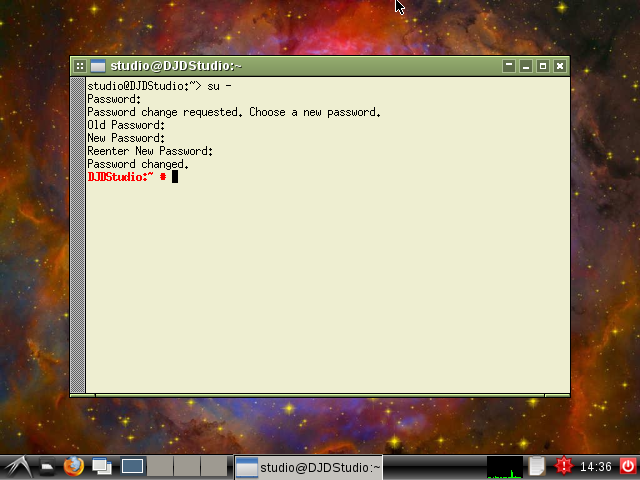 studio@DJDStudio:~
studio@DJDStudio:~> su -
Password:
Password change requested. Choose a new password.
Old Password:
New Password:
Reenter New Password:
Password changed.
DJDStudio:~ #
studio@DJDStudio:~
14:36